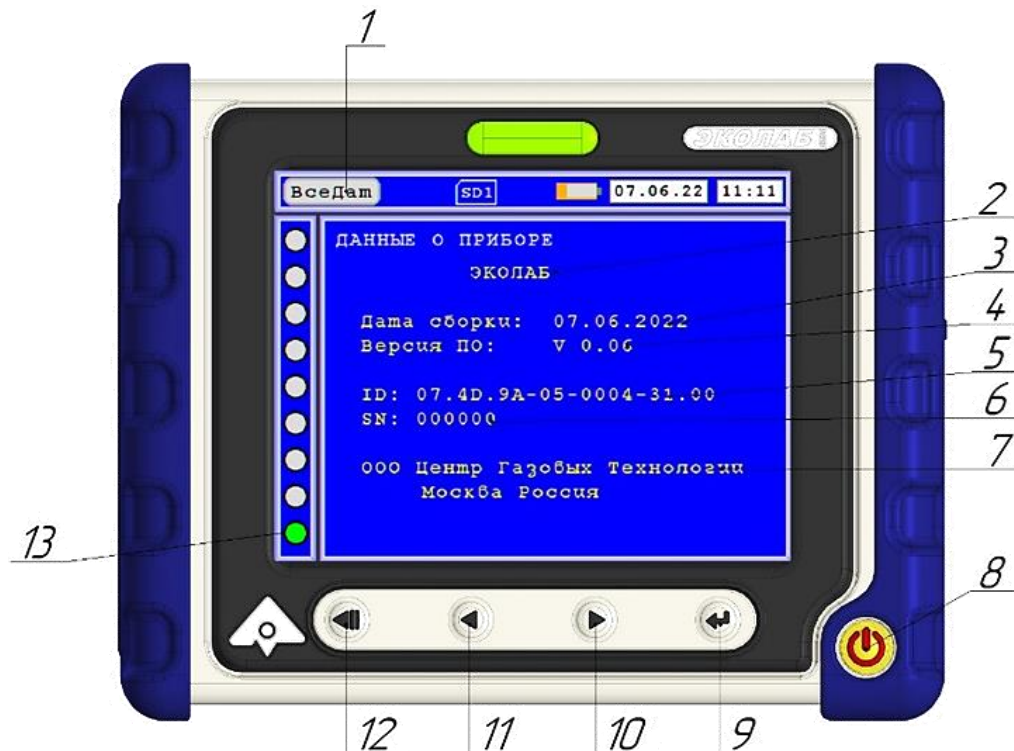 1
ЭКОЛАБ
ВсеДат SD1 07.06.22 11:11
2
ДАННЫЕ О ПРИБОРЕ
ЭКОЛАБ
3
Дата сборки: 07.06.2022
4
Версия ПО: V 0.06
5
ID: 07.4D.9A-05-0004-31.00
6
SN: 000000
7
ООО Центр Газовых Технологии
Москва Россия
13
8
12 11 10 9